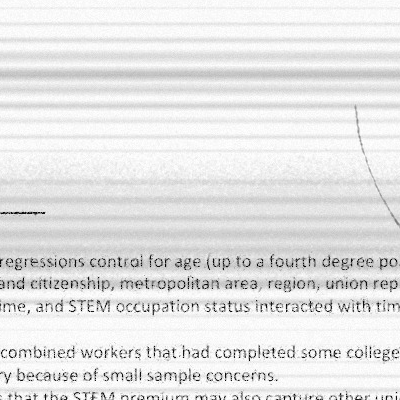 regressions control for age (up to a fourth degree po
and citizenship, metropolitan area, region, union rep
ime, and STEM occupation status interacted with tim
combined workers that had completed some college
ry because of small sample concerns.
s that the STEM premium may also capture other uni